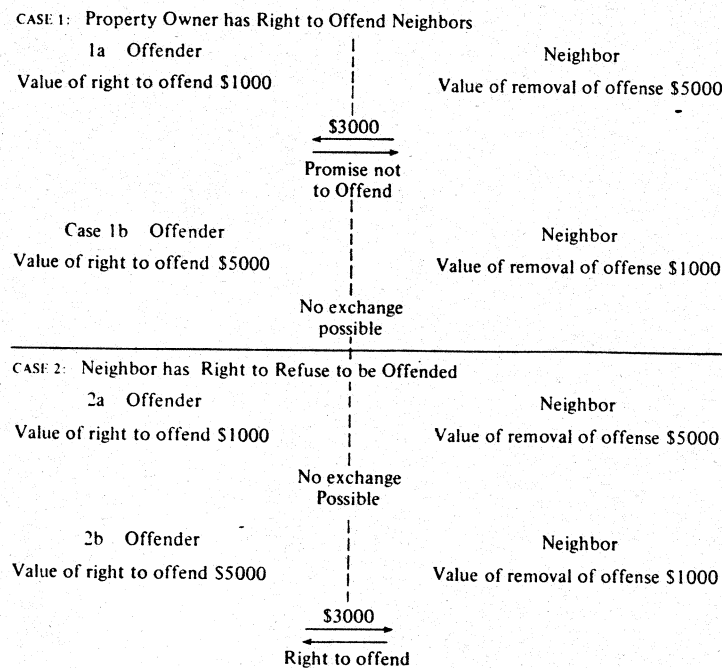 CASE 1: Property Owner has Right to Offend Neighbors
1a Offender
Neighbor
Value of right to offend $1000
Value of removal of offense $5000
$3000
Promise not
to Offend
Case 1b Offender
Neighbor
Value of right to offend $5000
Value of removal of offense $1000
No exchange
possible
CASE 2: Neighbor has Right to Refuse to be Offended
2a Offender
Neighbor
Value of right to offend $1000
Value of removal of offense $5000
No exchange
Possible
2b Offender
Neighbor
Value of right to offend $5000
Value of removal of offense $1000
$3000
Right to offend